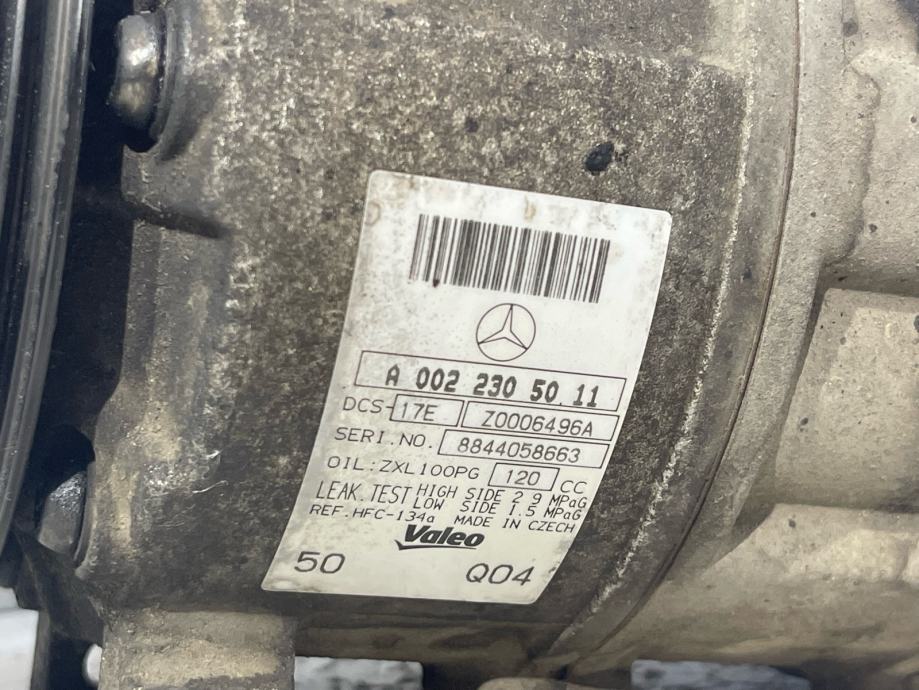 A 002 230 50 11
DCS-17E Z0006496A
SERI.NO. 8844058663
OIL:ZXL100PG 120 CC
LEAK.TEST HIGH SIDE 2.9 MPaG
LOW SIDE 1.5 MPaG
REF.HFC-134a MADE IN CZECH
Valeo
50 Q04